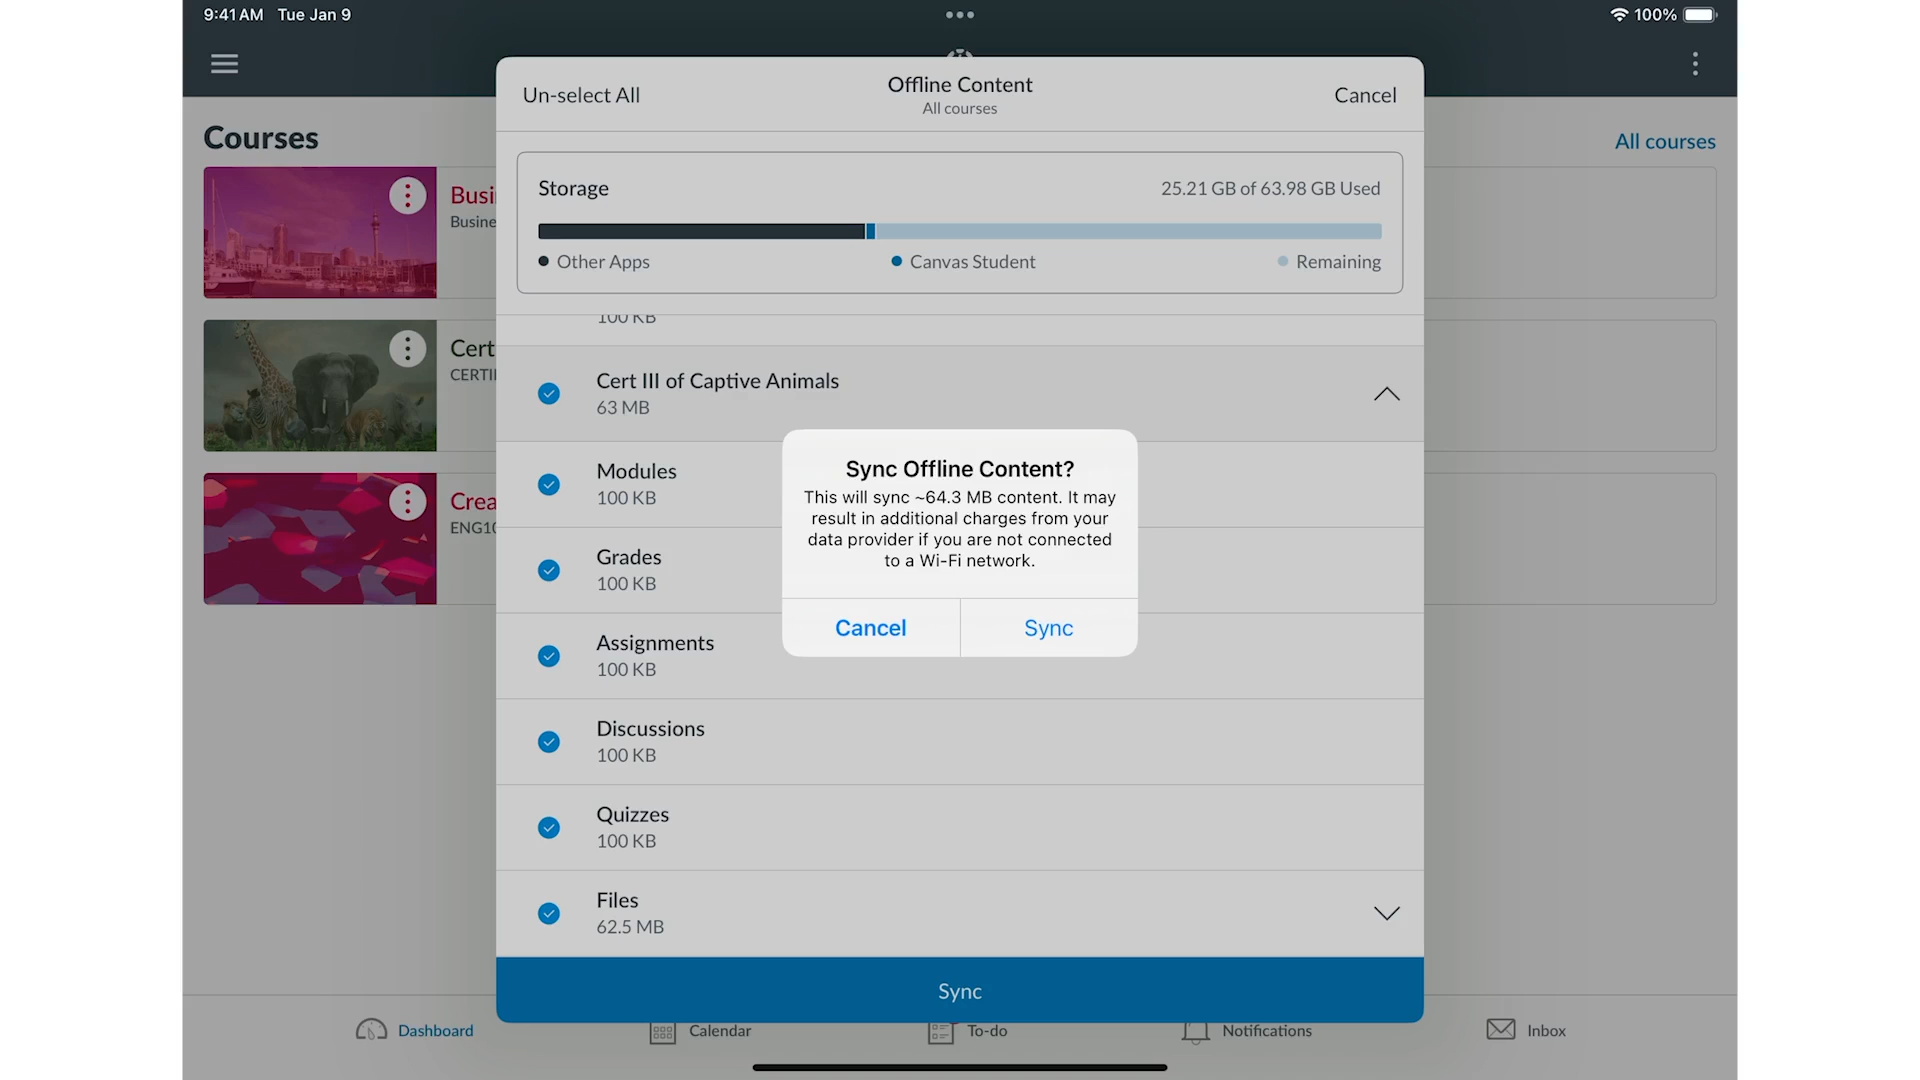 9:41 AM Tue Jan 9
100%
Un-select All
Offline Content
All courses
Cancel
Courses
All courses
Storage
25.21 GB of 63.98 GB Used
Other Apps
Canvas Student
Remaining
Busi
Busine
100 KB
Cert
CERTI
Cert III of Captive Animals
63 MB
Modules
100 KB
Crea
ENG10
Grades
100 KB
Assignments
100 KB
Discussions
100 KB
Quizzes
100 KB
Files
62.5 MB
Sync Offline Content?
This will sync ~64.3 MB content. It may
result in additional charges from your
data provider if you are not connected
to a Wi-Fi network.
Cancel
Sync
Sync
Dashboard
Calendar
To-do
Notifications
Inbox